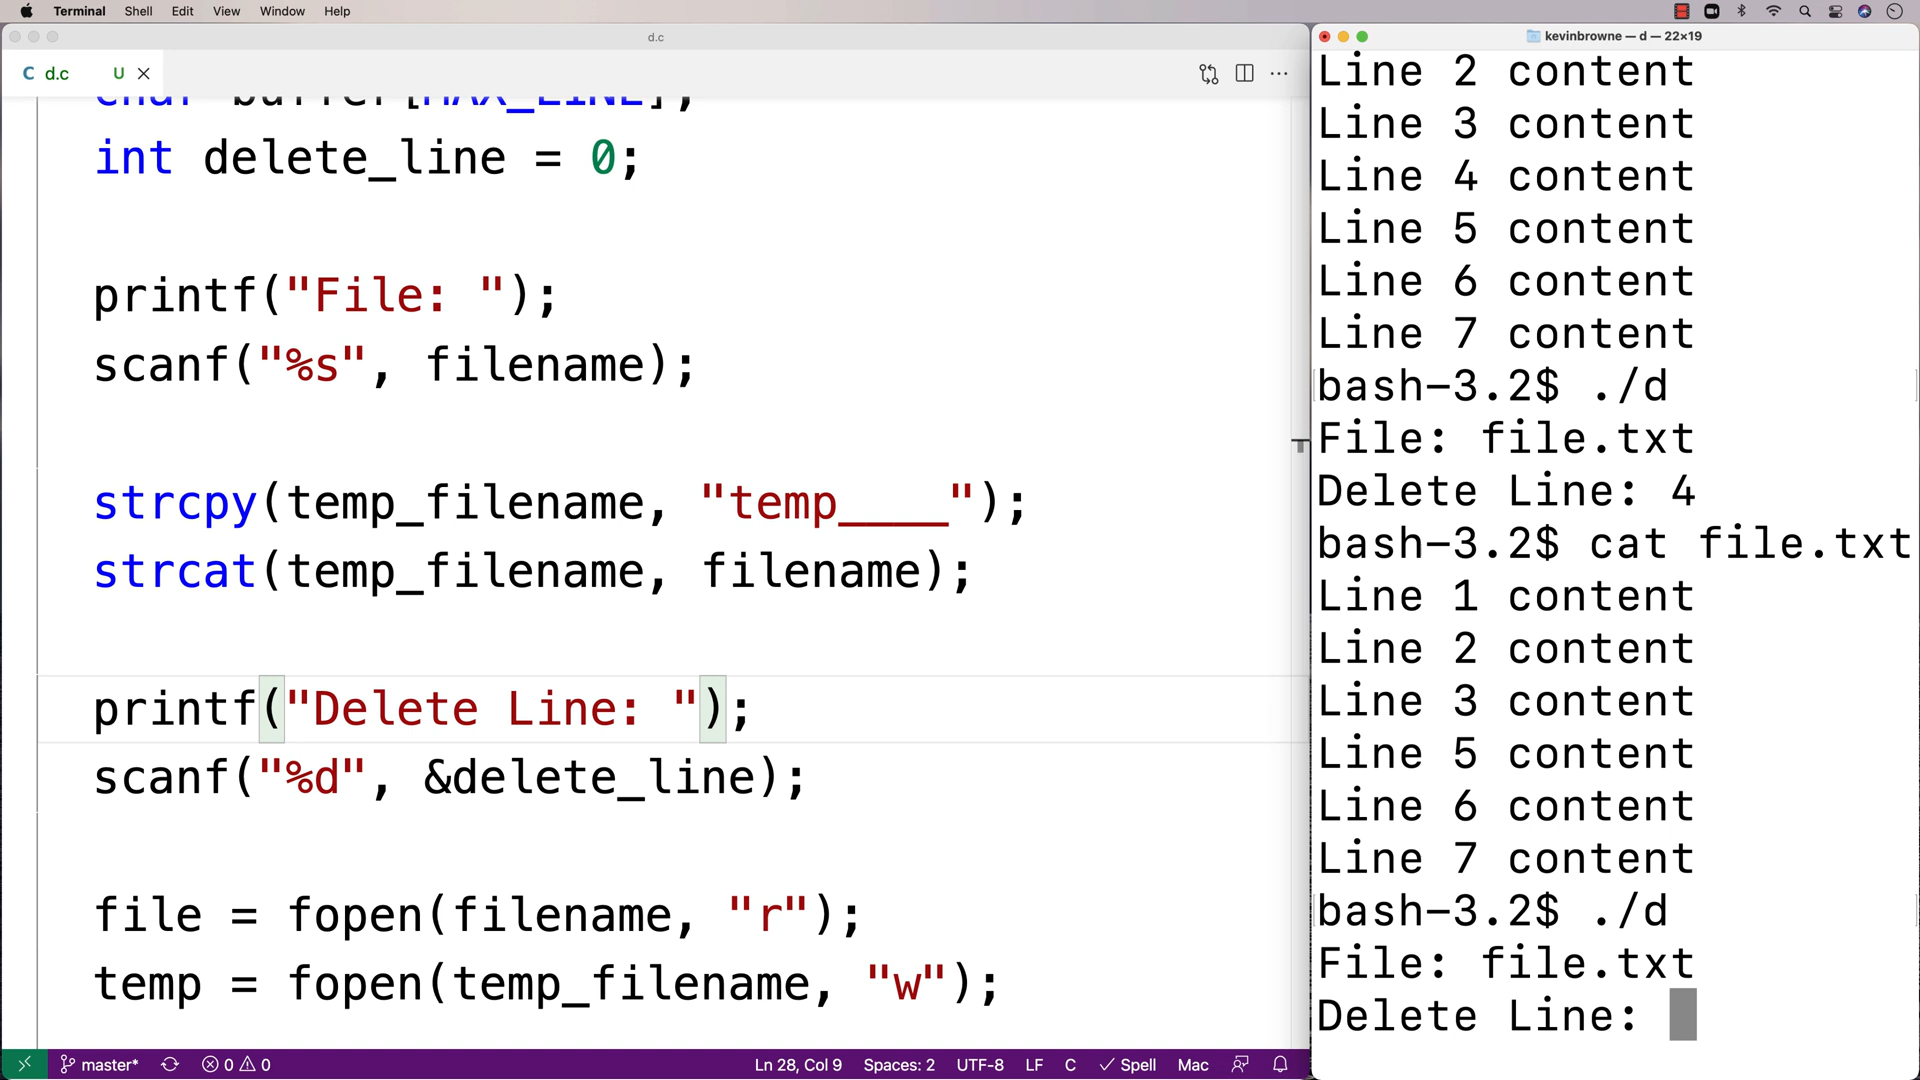 Terminal Shell Edit View Window Help
d.c
C d.c U
char buffer[MAX_LINE];
int delete_line = 0;
printf("File: ");
scanf("%s", filename);
strcpy(temp_filename, "temp____");
strcat(temp_filename, filename);
printf("Delete Line: ");
scanf("%d", &delete_line);
file = fopen(filename, "r");
temp = fopen(temp_filename, "w");
master* 0 0 Ln 28, Col 9 Spaces: 2 UTF-8 LF C Spell Mac
kevinbrowne — d — 22×19
Line 2 content
Line 3 content
Line 4 content
Line 5 content
Line 6 content
Line 7 content
bash-3.2$ ./d
File: file.txt
Delete Line: 4
bash-3.2$ cat file.txt
Line 1 content
Line 2 content
Line 3 content
Line 5 content
Line 6 content
Line 7 content
bash-3.2$ ./d
File: file.txt
Delete Line: